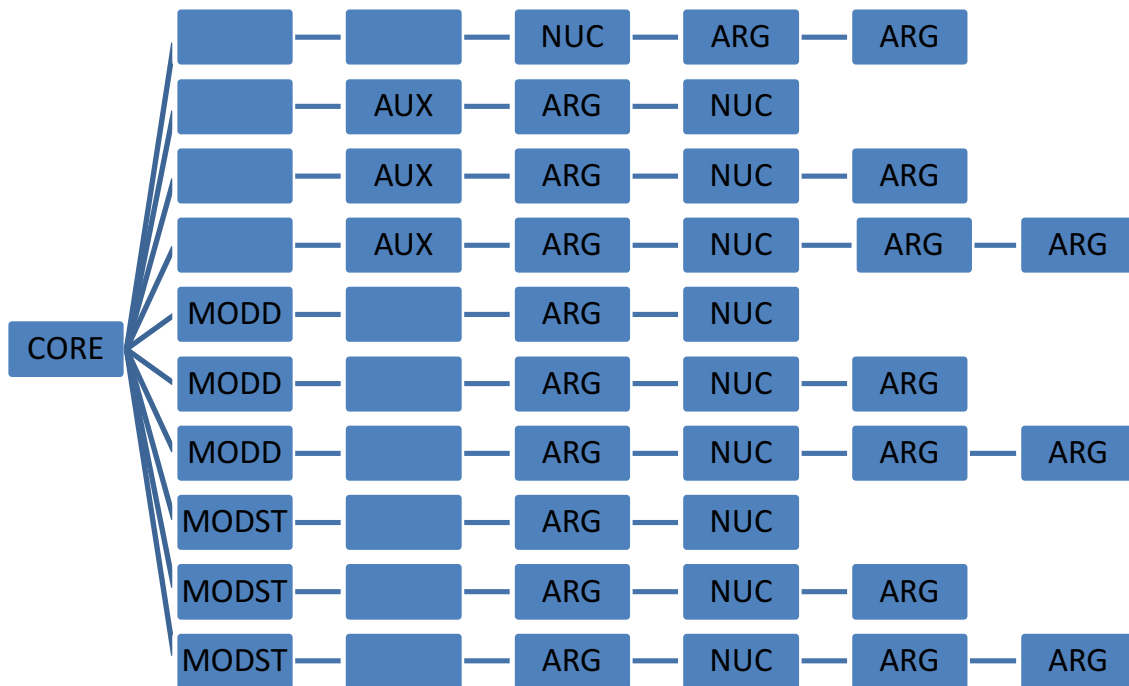 NUC ARG ARG
AUX ARG NUC
AUX ARG NUC ARG
AUX ARG NUC ARG ARG
MODD ARG NUC
CORE
MODD ARG NUC ARG
MODD ARG NUC ARG ARG
MODST ARG NUC
MODST ARG NUC ARG
MODST ARG NUC ARG ARG